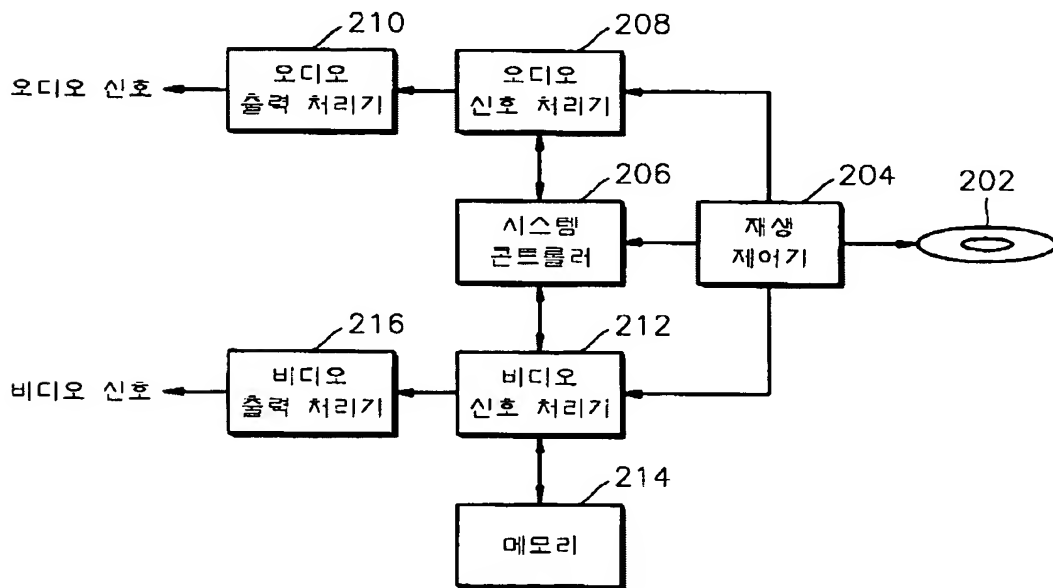 210
208
오디오 신호
오디오
출력 처리기
오디오
신호 처리기
206
204
202
시스템
콘트롤러
재생
제어기
216
212
비디오 신호
비디오
출력 처리기
비디오
신호 처리기
214
메모리